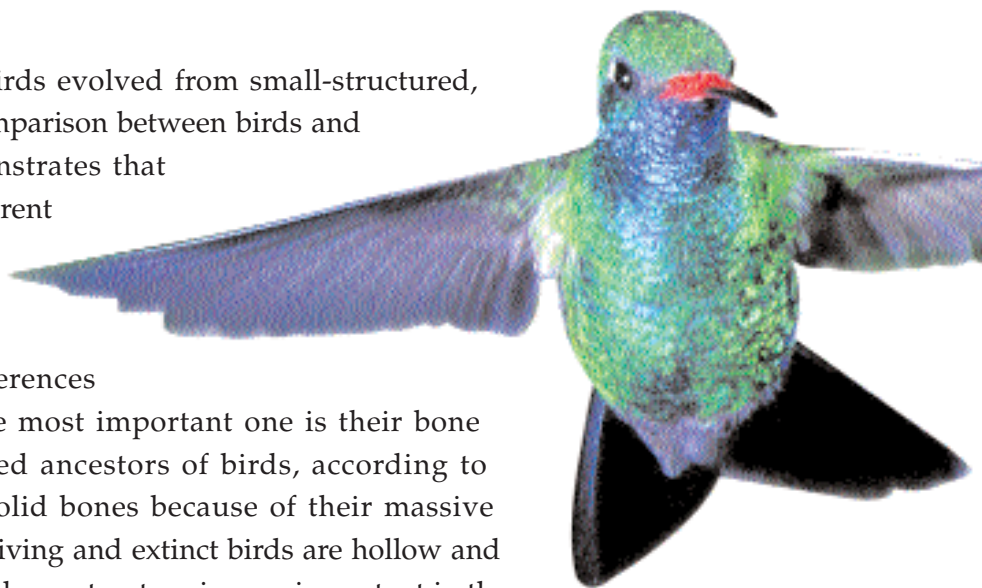 irds evolved from small-structured,
mparison between birds and
nstrates that
rent
erences
e most important one is their bone
ed ancestors of birds, according to
olid bones because of their massive
iving and extinct birds are hollow and